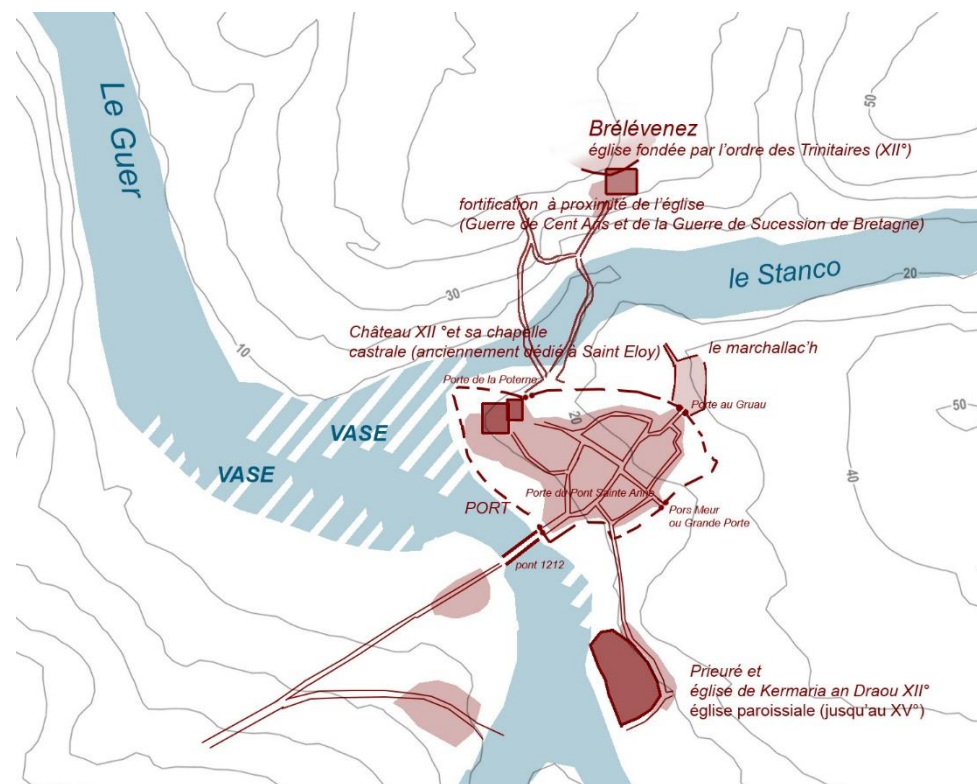 Le Guer
50
Brélévenez
église fondée par l'ordre des Trinitaires (XII°)
fortification à proximité de l'église
(Guerre de Cent Ans et de la Guerre de Sucession de Bretagne)
le Stanco
20
30
10
Château XII °et sa chapelle
castrale (anciennement dédié à Saint Eloy)
le marchallac'h
Porte de la Poterne
Porte au Gruau
20
50
40
VASE
VASE
PORT
Porte du Pont Sainte Anne
Pors Meur
ou Grande Porte
pont 1212
Prieuré et
église de Kermaria an Draou XII°
église paroissiale (jusqu'au XV°)